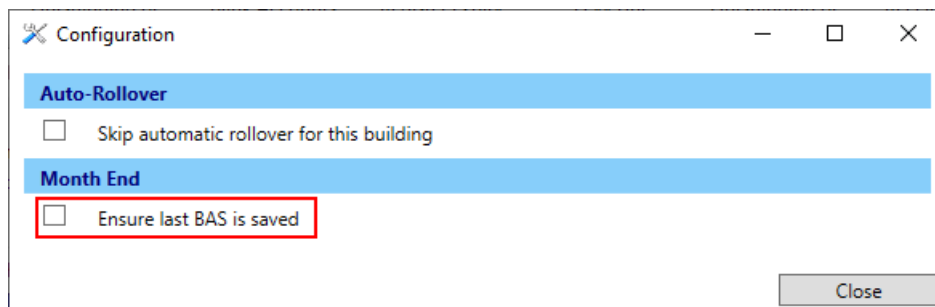 Configuration
Auto-Rollover
Skip automatic rollover for this building
Month End
Ensure last BAS is saved
Close